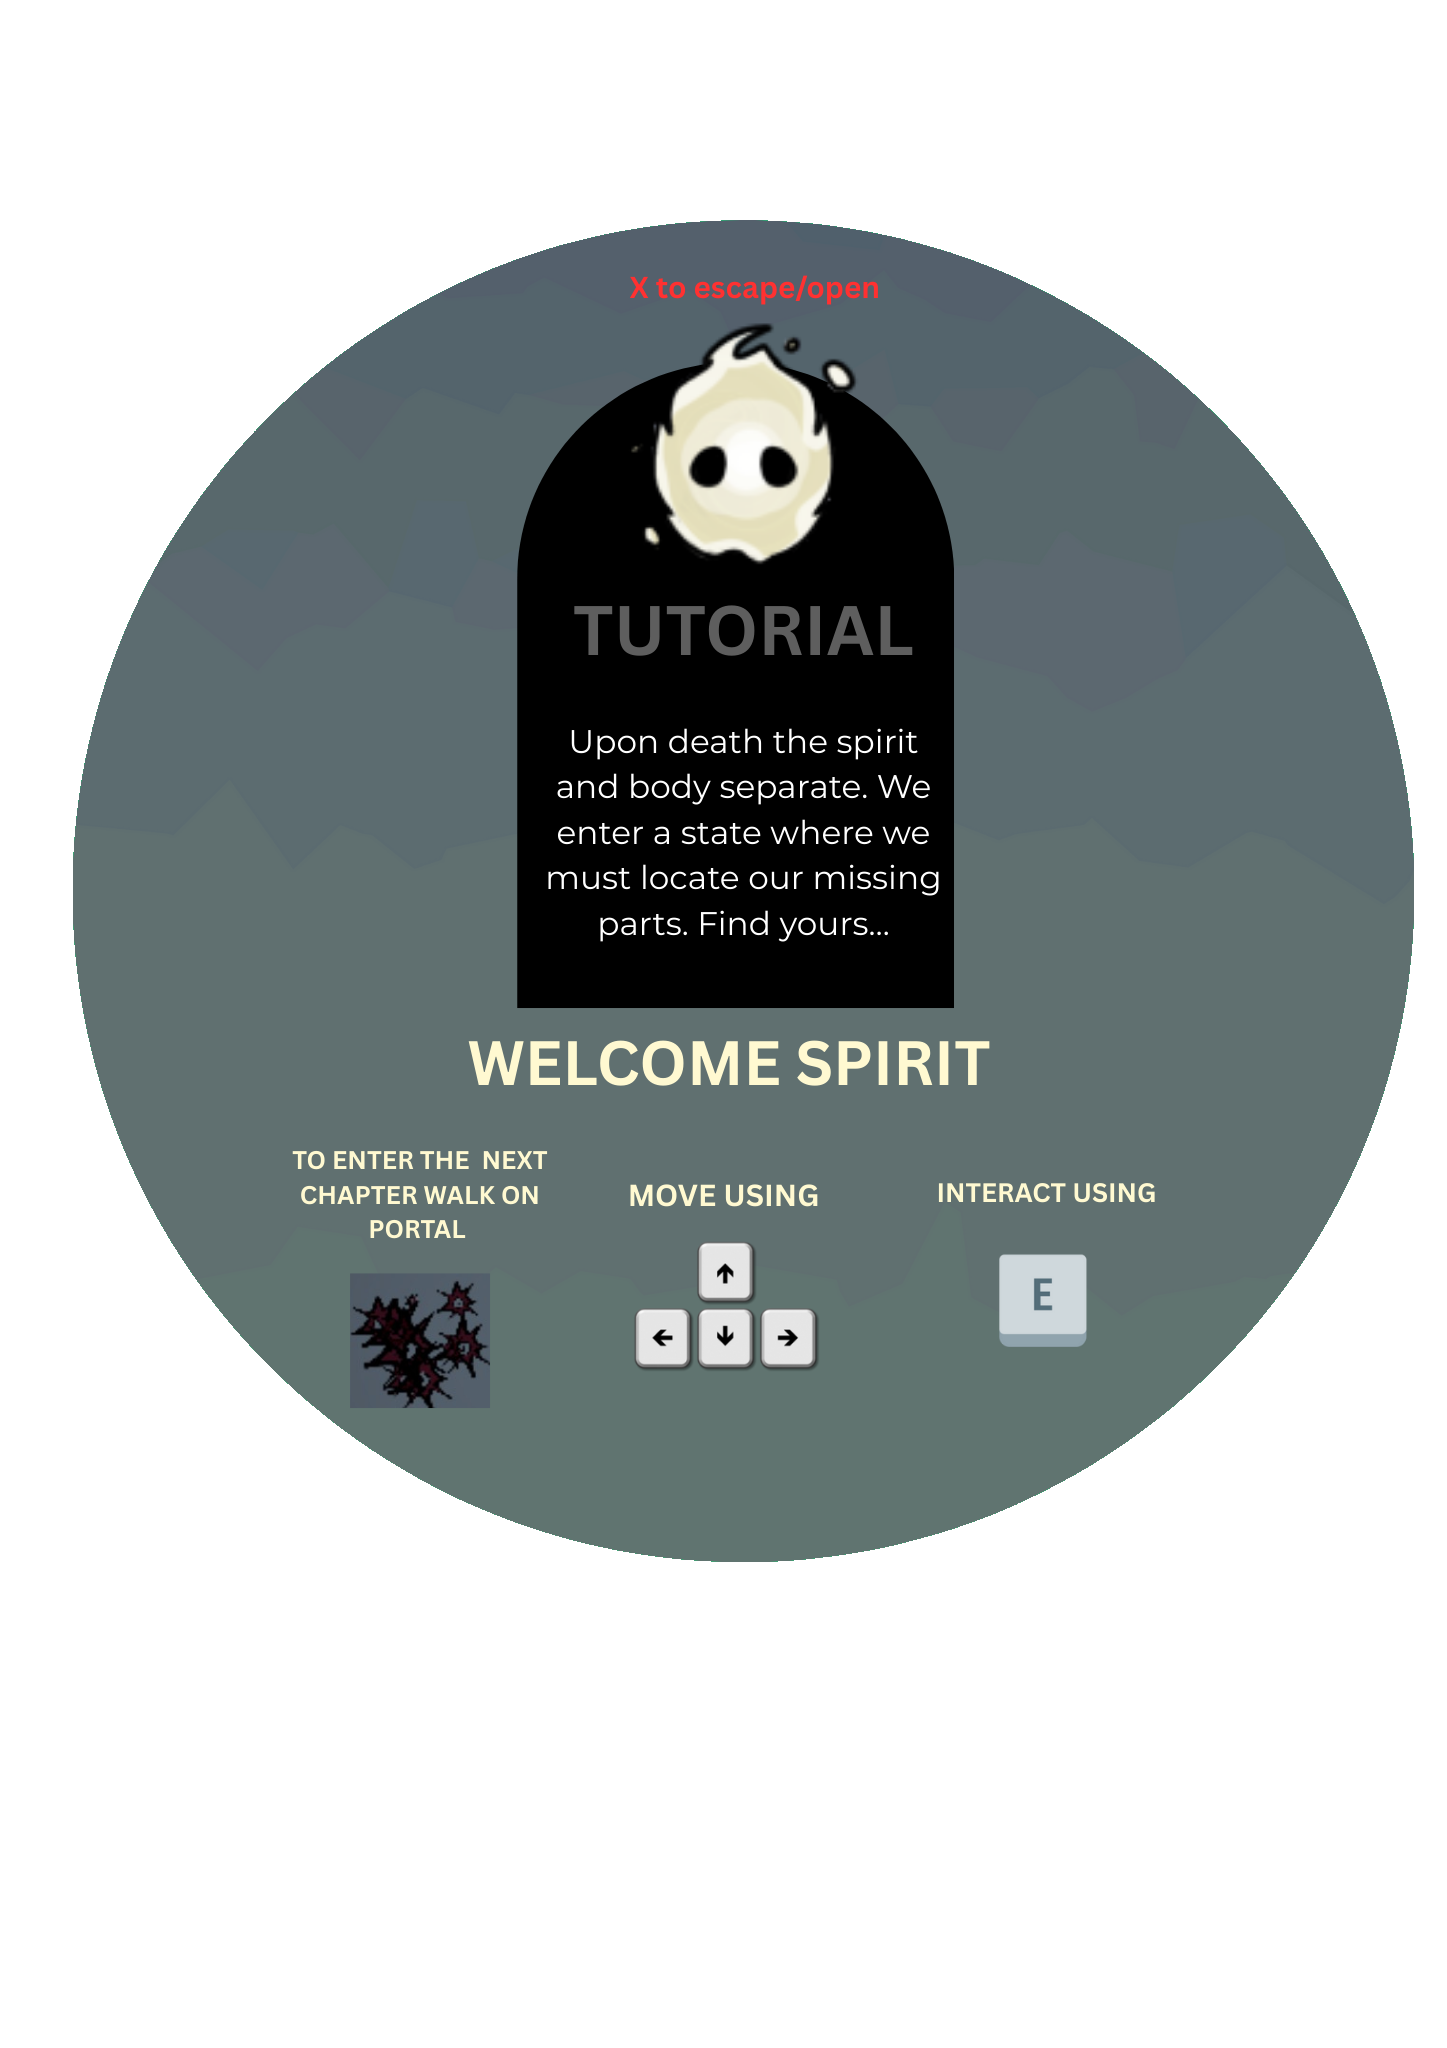 X to escape/open
TUTORIAL
Upon death the spirit
and body separate. We
enter a state where we
must locate our missing
parts. Find yours...
WELCOME SPIRIT
TO ENTER THE  NEXT
CHAPTER WALK ON
PORTAL
MOVE USING
↑
← ↓ →
INTERACT USING
E